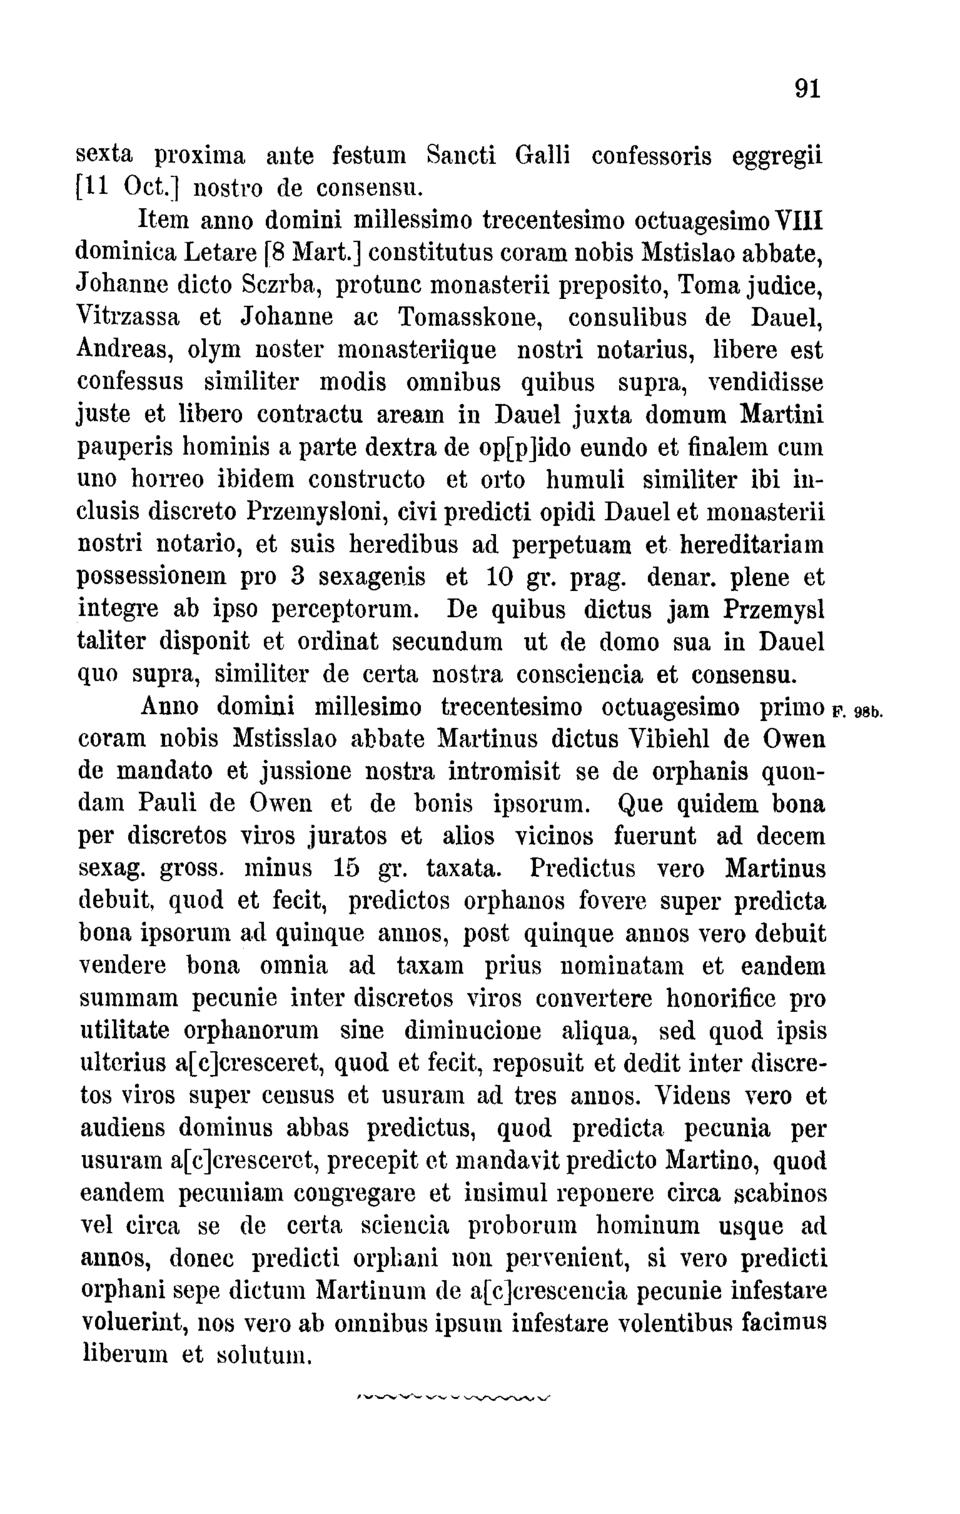 91
sexta proxima ante festum Sancti Galli confessoris eggregii
[11 Oct.] nostro de consensu.
Item anno domini millessimo trecentesimo octuagesimo VIII
dominica Letare [8 Mart.] constitutus coram nobis Mstislao abbate,
Johanne dicto Sczrba, protunc monasterii preposito, Toma judice,
Vitrzassa et Johanne ac Tomasskone, consulibus de Dauel,
Andreas, olym noster monasteriique nostri notarius, libere est
confessus similiter modis omnibus quibus supra, vendidisse
juste et libero contractu aream in Dauel juxta domum Martini
pauperis hominis a parte dextra de op[p]ido eundo et finalem cum
uno horreo ibidem constructo et orto humuli similiter ibi in-
clusis discreto Przemysloni, civi predicti opidi Dauel et monasterii
nostri notario, et suis heredibus ad perpetuam et hereditariam
possessionem pro 3 sexagenis et 10 gr. prag. denar. plene et
integre ab ipso perceptorum. De quibus dictus jam Przemysl
taliter disponit et ordinat secundum ut de domo sua in Dauel
quo supra, similiter de certa nostra consciencia et consensu.
Anno domini millesimo trecentesimo octuagesimo primo F. 98b.
coram nobis Mstisslao abbate Martinus dictus Vibiehl de Owen
de mandato et jussione nostra intromisit se de orphanis quon-
dam Pauli de Owen et de bonis ipsorum. Que quidem bona
per discretos viros juratos et alios vicinos fuerunt ad decem
sexag. gross. minus 15 gr. taxata. Predictus vero Martinus
debuit, quod et fecit, predictos orphanos fovere super predicta
bona ipsorum ad quinque annos, post quinque annos vero debuit
vendere bona omnia ad taxam prius nominatam et eandem
summam pecunie inter discretos viros convertere honorifice pro
utilitate orphanorum sine diminucione aliqua, sed quod ipsis
ulterius a[c]cresceret, quod et fecit, reposuit et dedit inter discre-
tos viros super census et usuram ad tres annos. Videns vero et
audiens dominus abbas predictus, quod predicta pecunia per
usuram a[c]cresceret, precepit et mandavit predicto Martino, quod
eandem pecuniam congregare et insimul reponere circa scabinos
vel circa se de certa sciencia proborum hominum usque ad
annos, donec predicti orphani non pervenient, si vero predicti
orphani sepe dictum Martinum de a[c]crescencia pecunie infestare
voluerint, nos vero ab omnibus ipsum infestare volentibus facimus
liberum et solutum.